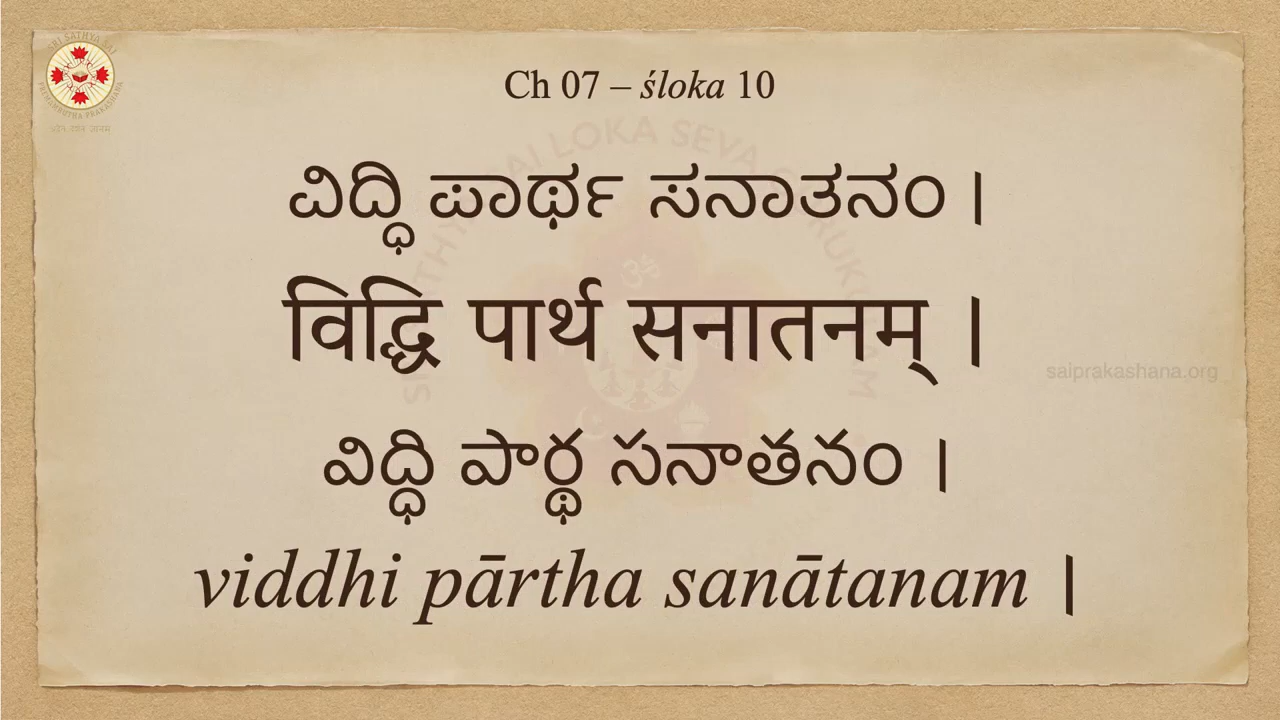 Ch 07 – śloka 10
ವಿದ್ಧಿ ಪಾರ್ಥ ಸನಾತನಂ ।
विद्धि पार्थ सनातनम् ।
విద్ధి పార్థ సనాతనం ।
viddhi pārtha sanātanam |
saiprakashana.org